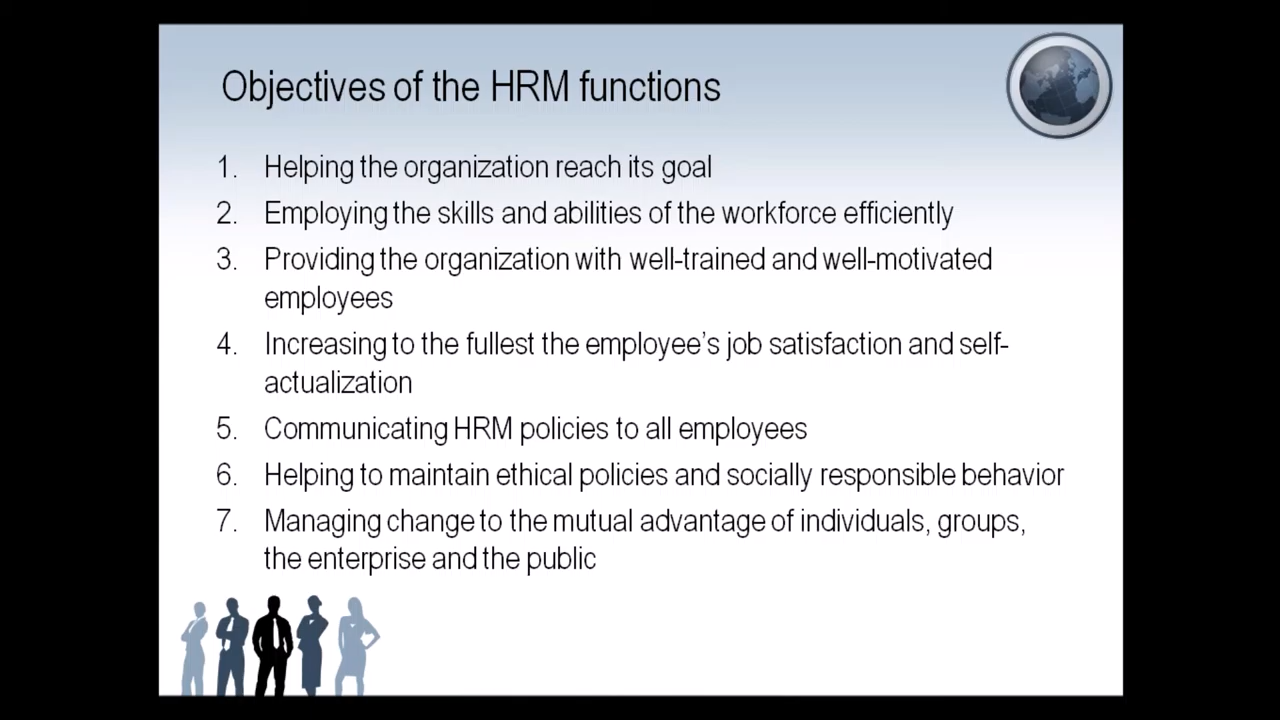 Objectives of the HRM functions
1. Helping the organization reach its goal
2. Employing the skills and abilities of the workforce efficiently
3. Providing the organization with well-trained and well-motivated
employees
4. Increasing to the fullest the employee’s job satisfaction and self-
actualization
5. Communicating HRM policies to all employees
6. Helping to maintain ethical policies and socially responsible behavior
7. Managing change to the mutual advantage of individuals, groups,
the enterprise and the public